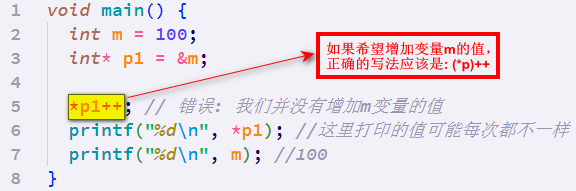 1 void main() {
2 int m = 100;
3 int* p1 = &m;
如果希望增加变量m的值，
正确的写法应该是: (*p)++
4
5 *p1++; // 错误: 我们并没有增加m变量的值
6 printf("%d\n", *p1); //这里打印的值可能每次都不一样
7 printf("%d\n", m); //100
8 }